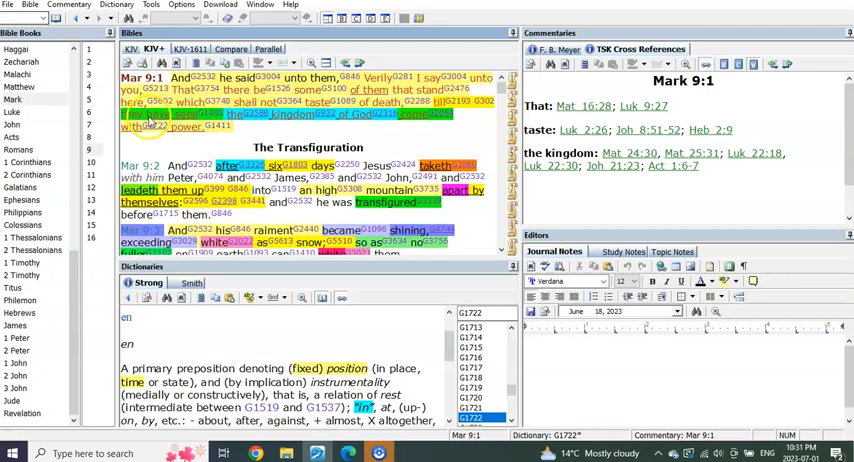 File View Commentary Tools Options Download Window Help
Bible Books
Haggai
Zechariah
Malachi
Matthew
Mark
Luke
John
Acts
Romans
1 Corinthians
2 Corinthians
Galatians
Ephesians
Philippians
Colossians
1 Thessalonians
2 Thessalonians
1 Timothy
2 Timothy
Titus
Philemon
Hebrews
James
1 Peter
2 Peter
1 John
2 John
3 John
Jude
Revelation
1
2
3
4
5
6
7
8
9
10
11
12
13
14
15
16
Bibles
KJV KJV+ KJV-1611 Compare Parallel
Mar 9:1 And G2532 he said G3004 unto them, G846 Verily G281 I say G3004 unto
you, G5213 That G3754 there be G1526 some G5100 of them that stand
here, G5602 which G3748 shall not taste of death, G2288 till G2193 G302
they have seen G1492 the G3588 kingdom G932 of God G2316 come G2064
with G1722 power. G1411
The Transfiguration
Mar 9:2 And G2532 after G3326 six G1803 days G2250 Jesus G2424 taketh G3880
with him Peter, G4074 and G2532 James, G2385 and G2532 John, G2491 and G2532
leadeth them up G399 G846 into G1519 an high G5308 mountain G3735 apart by
themselves: G2596 G2398 G3441 and G2532 he was transfigured G3339
before G1715 them. G846
Mar 9:3 And G2532 his G846 raiment G2440 became G1096 shining, G4744
exceeding G3029 white G3022 as G5613 snow; G5510 so as G3634 no G3756
fuller G1102 on G1909 earth G1093 can G1410 white G3021 them.
Dictionaries
Strong Smith
en
en
A primary preposition denoting (fixed) position (in place,
time or state), and (by implication) instrumentality
(medially or constructively), that is, a relation of rest
(intermediate between G1519 and G1537); "in", at, (up-)
on, by, etc.: - about, after, against, + almost, X altogether,
G1722
G1713
G1714
G1715
G1716
G1717
G1718
G1719
G1720
G1721
G1722
Commentaries
F. B. Meyer TSK Cross References
Mark 9:1
That: Mat 16:28; Luk 9:27
taste: Luk 2:26; Joh 8:51-52; Heb 2:9
the kingdom: Mat 24:30, Mat 25:31; Luk 22:18,
Luk 22:30; Joh 21:23; Act 1:6-7
Editors
Journal Notes Study Notes Topic Notes
Verdana 12 B I U A
June 18, 2023
1 2 3 4 5
Mar 9:1 Dictionary: G1722* Commentary: Mar 9:1 NUM
Type here to search
14°C Mostly cloudy ENG 10:31 PM
2023-07-01